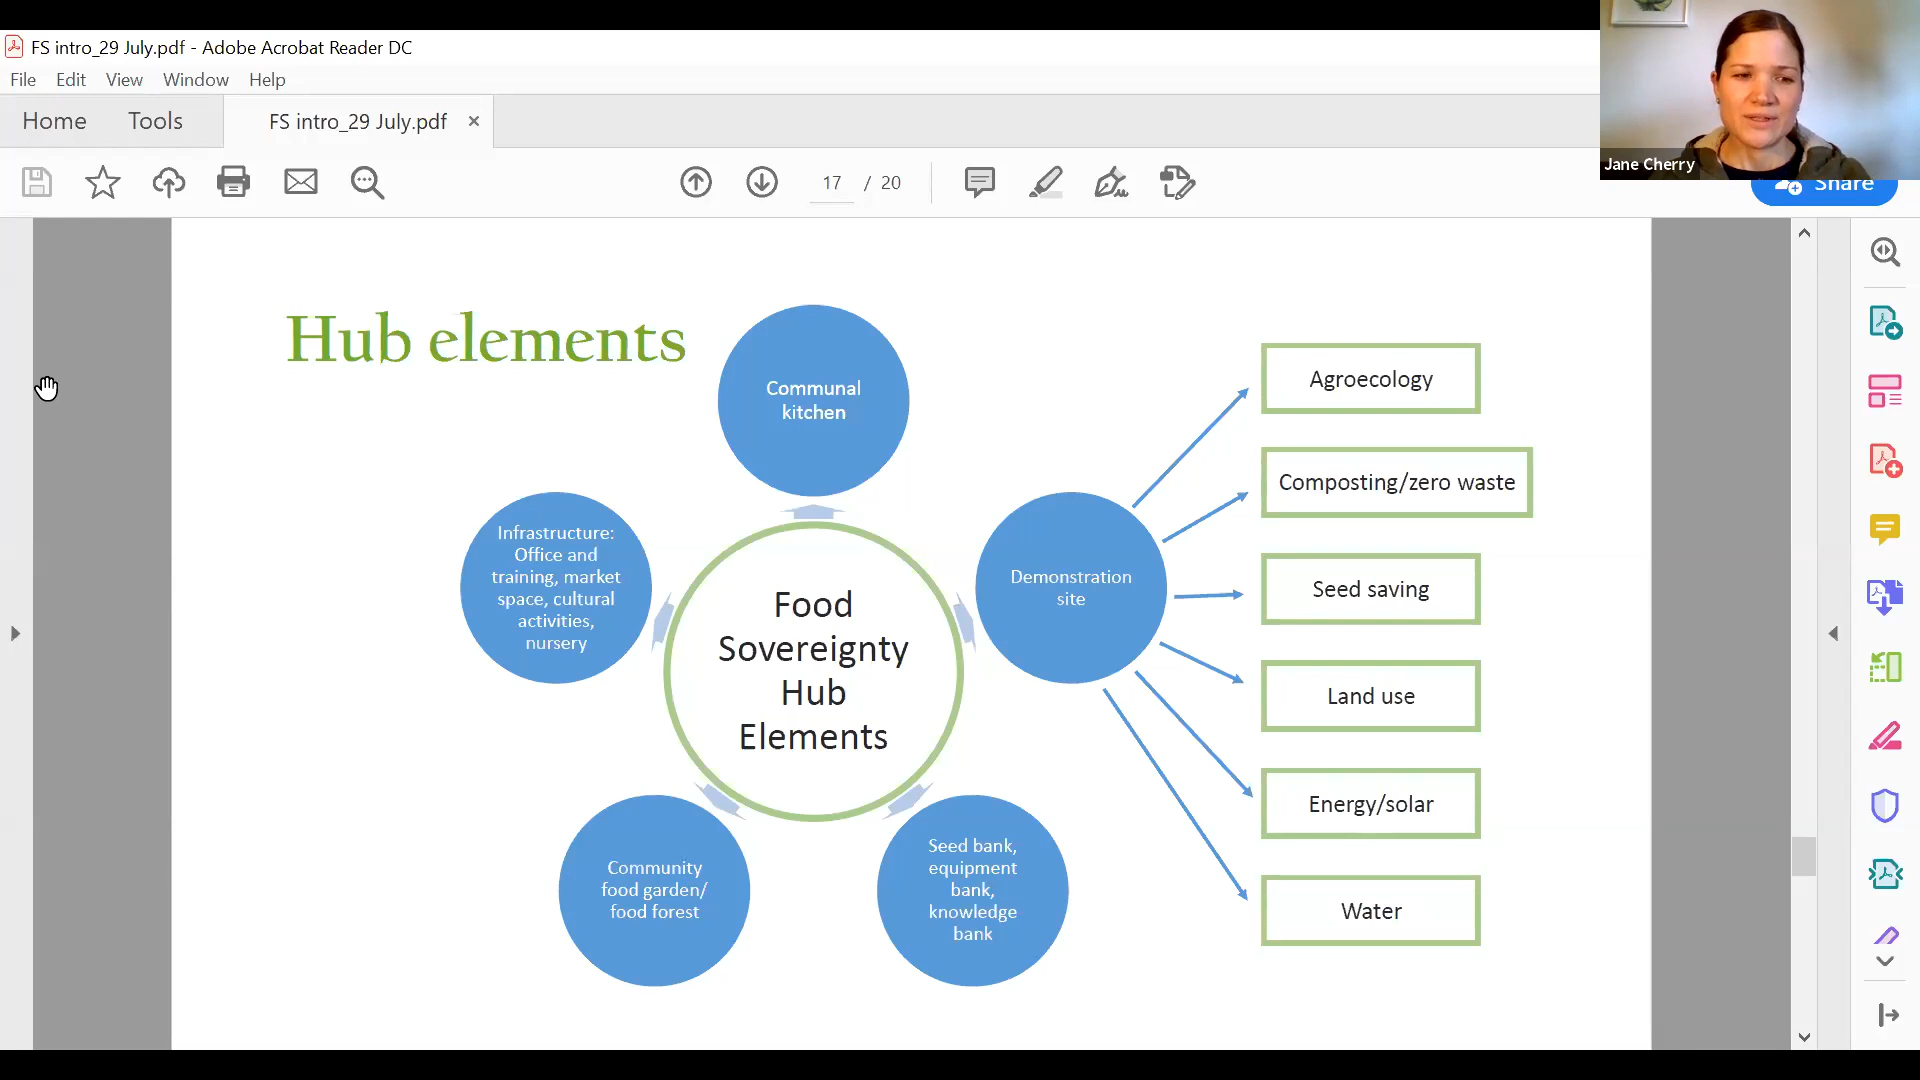 FS intro_29 July.pdf - Adobe Acrobat Reader DC
File Edit View Window Help
Home Tools FS intro_29 July.pdf ×
17 / 20
Share
Jane Cherry
Hub elements
Communal
kitchen
Infrastructure:
Office and
training, market
space, cultural
activities,
nursery
Food
Sovereignty
Hub
Elements
Demonstration
site
Community
food garden/
food forest
Seed bank,
equipment
bank,
knowledge
bank
Agroecology
Composting/zero waste
Seed saving
Land use
Energy/solar
Water